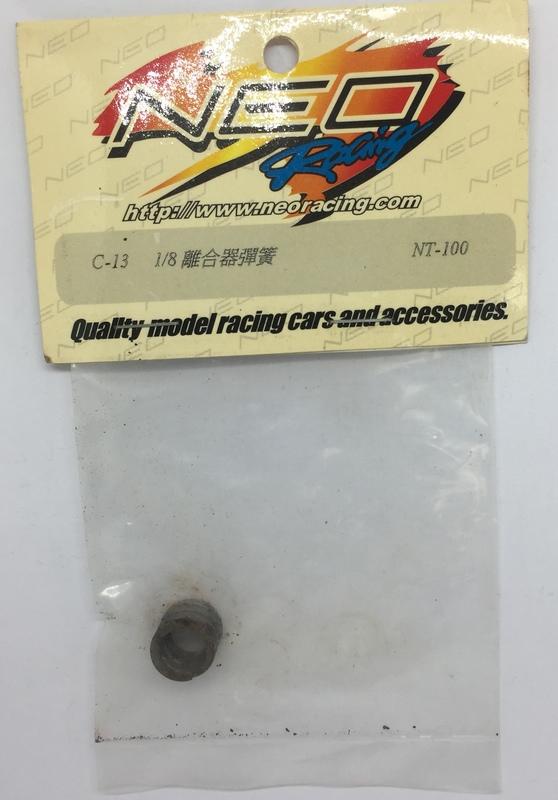 NEO
Racing
http://www.neoracing.com
C-13 1/8 離合器彈簧 NT-100
Quality model racing cars and accessories.